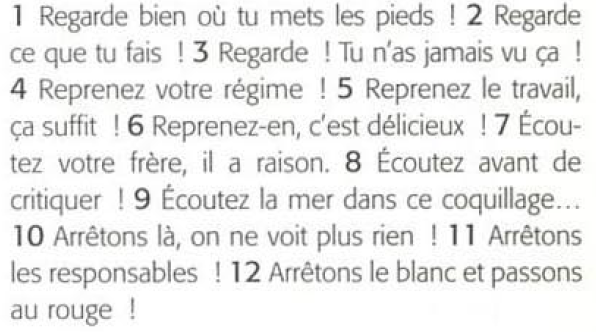 1 Regarde bien où tu mets les pieds ! 2 Regarde
ce que tu fais ! 3 Regarde ! Tu n'as jamais vu ça !
4 Reprenez votre régime ! 5 Reprenez le travail,
ça suffit ! 6 Reprenez-en, c'est délicieux ! 7 Écou-
tez votre frère, il a raison. 8 Écoutez avant de
critiquer ! 9 Écoutez la mer dans ce coquillage...
10 Arrêtons là, on ne voit plus rien ! 11 Arrêtons
les responsables ! 12 Arrêtons le blanc et passons
au rouge !